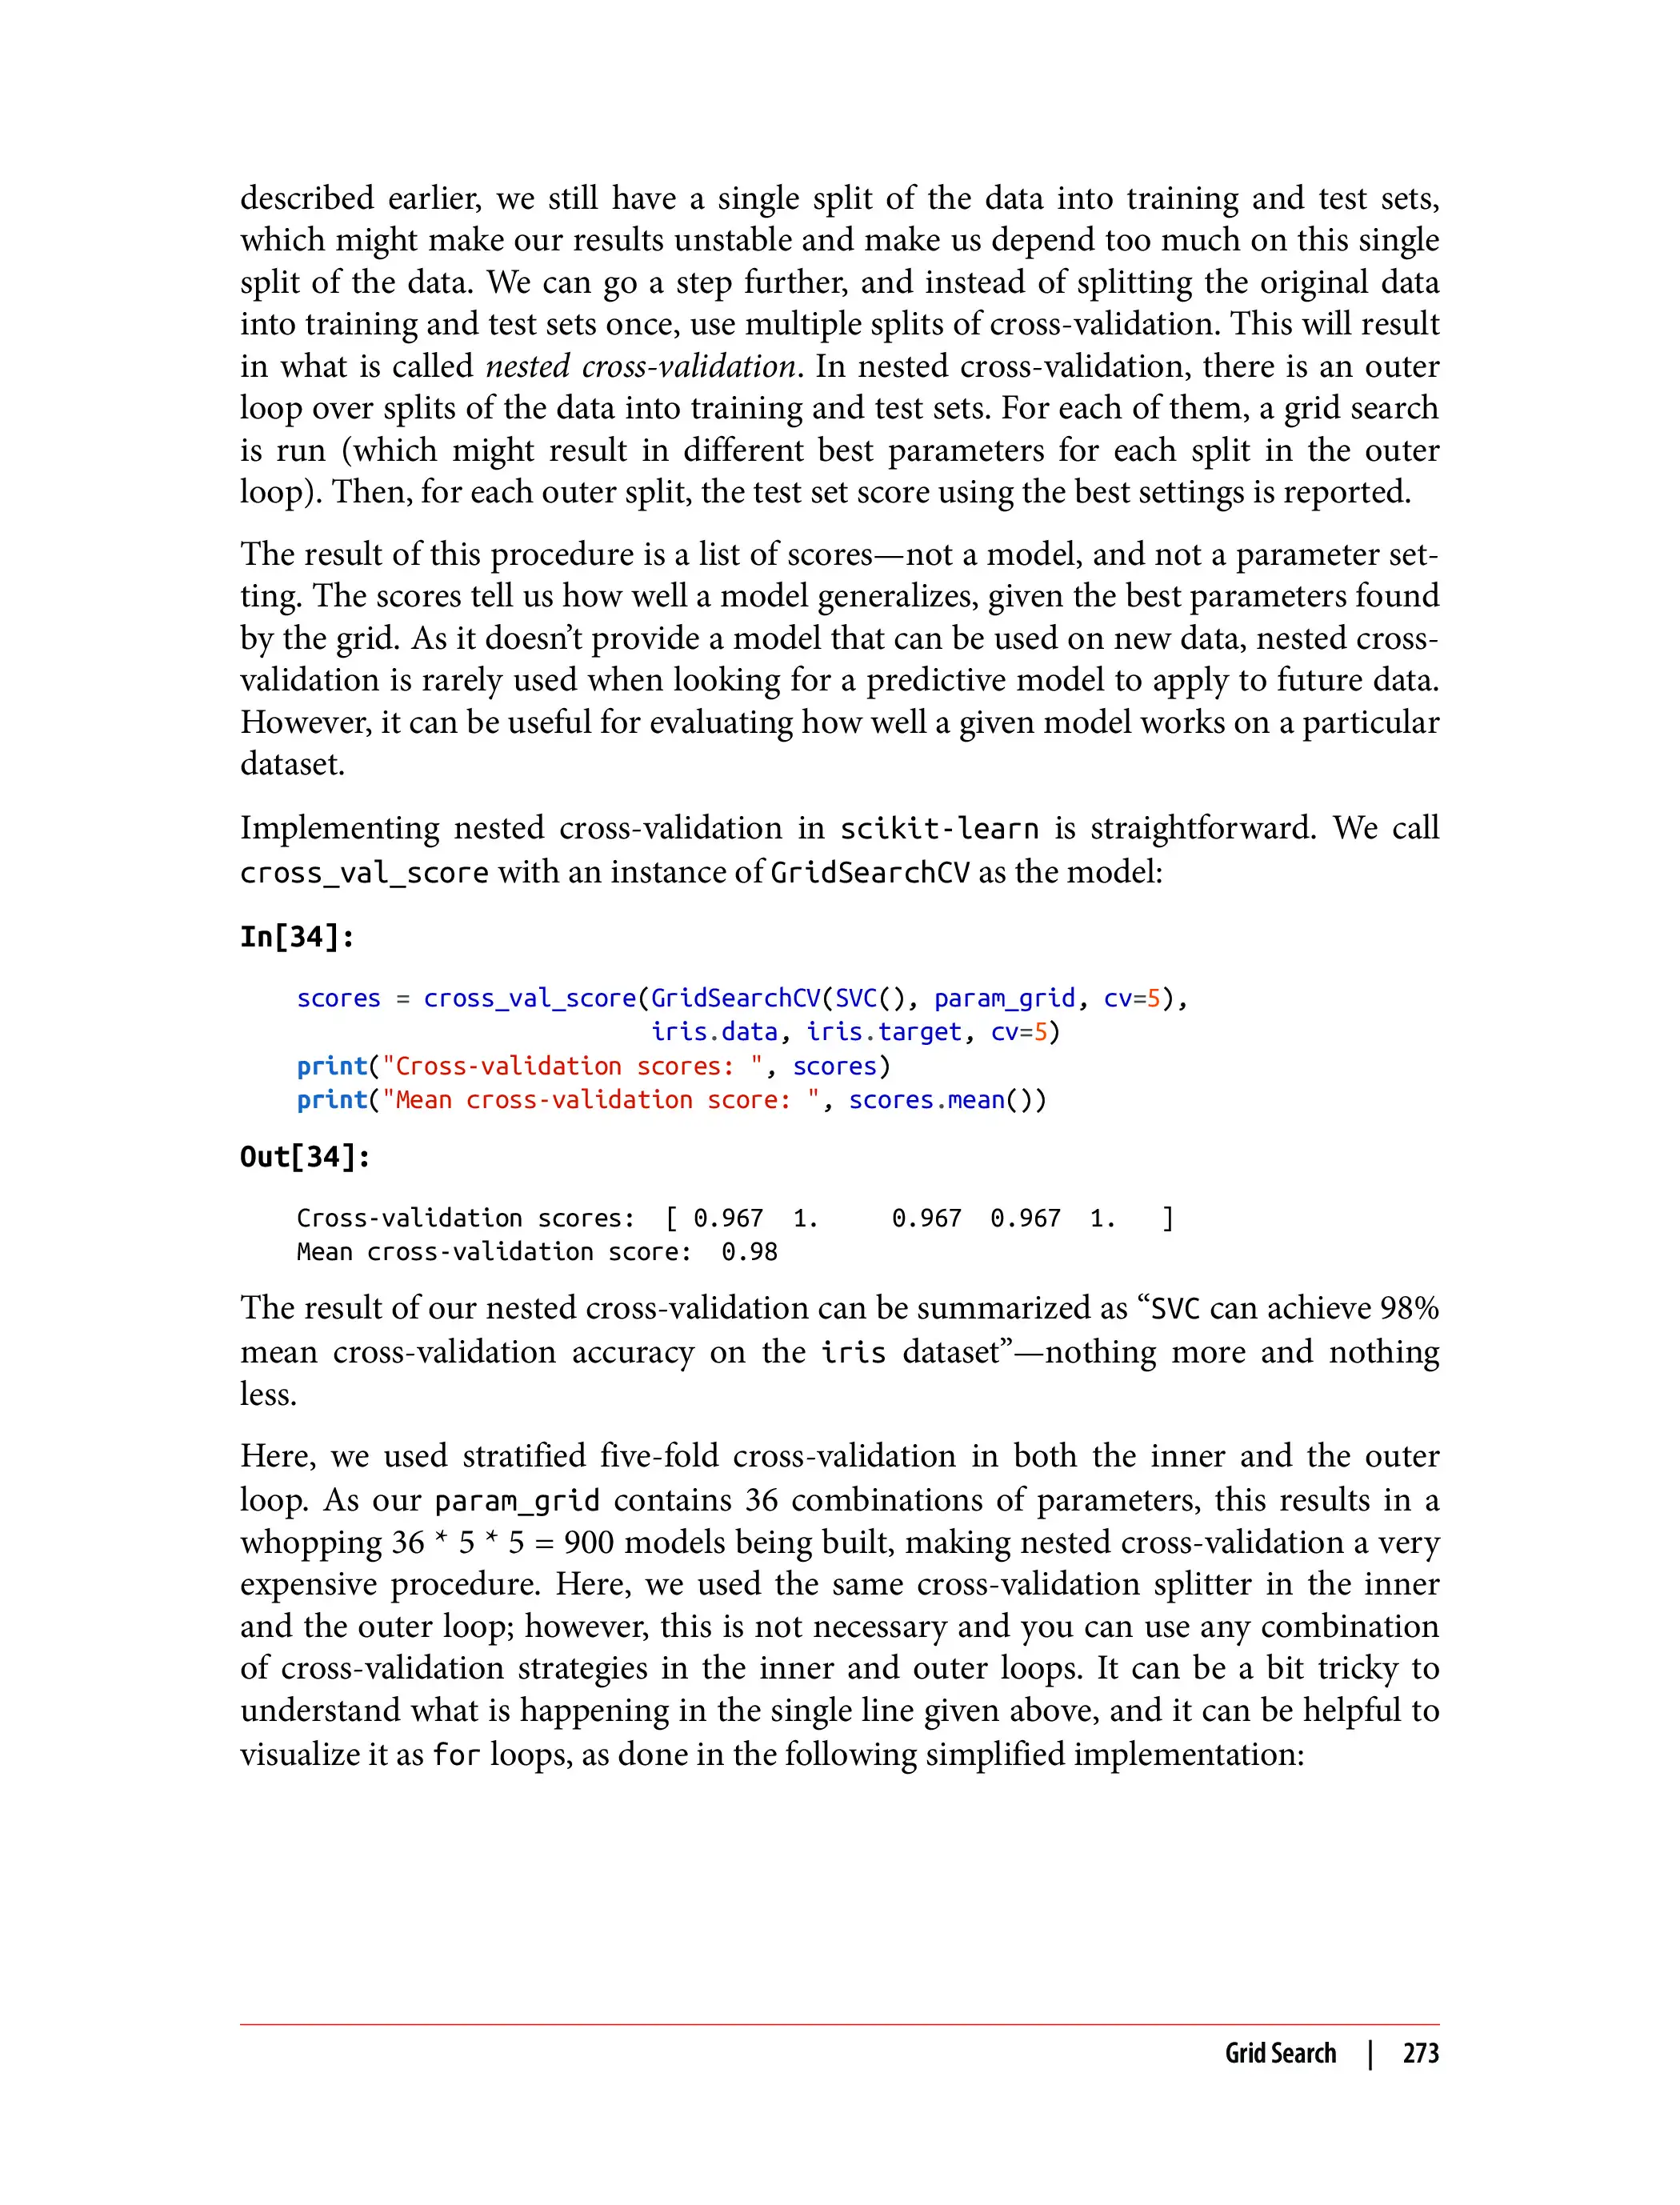 described earlier, we still have a single split of the data into training and test sets,
which might make our results unstable and make us depend too much on this single
split of the data. We can go a step further, and instead of splitting the original data
into training and test sets once, use multiple splits of cross-validation. This will result
in what is called nested cross-validation. In nested cross-validation, there is an outer
loop over splits of the data into training and test sets. For each of them, a grid search
is run (which might result in different best parameters for each split in the outer
loop). Then, for each outer split, the test set score using the best settings is reported.
The result of this procedure is a list of scores—not a model, and not a parameter set-
ting. The scores tell us how well a model generalizes, given the best parameters found
by the grid. As it doesn’t provide a model that can be used on new data, nested cross-
validation is rarely used when looking for a predictive model to apply to future data.
However, it can be useful for evaluating how well a given model works on a particular
dataset.
Implementing nested cross-validation in scikit-learn is straightforward. We call
cross_val_score with an instance of GridSearchCV as the model:
In[34]:
scores = cross_val_score(GridSearchCV(SVC(), param_grid, cv=5),
iris.data, iris.target, cv=5)
print("Cross-validation scores: ", scores)
print("Mean cross-validation score: ", scores.mean())
Out[34]:
Cross-validation scores:  [ 0.967  1.     0.967  0.967  1.   ]
Mean cross-validation score:  0.98
The result of our nested cross-validation can be summarized as “SVC can achieve 98%
mean cross-validation accuracy on the iris dataset”—nothing more and nothing
less.
Here, we used stratified five-fold cross-validation in both the inner and the outer
loop. As our param_grid contains 36 combinations of parameters, this results in a
whopping 36 * 5 * 5 = 900 models being built, making nested cross-validation a very
expensive procedure. Here, we used the same cross-validation splitter in the inner
and the outer loop; however, this is not necessary and you can use any combination
of cross-validation strategies in the inner and outer loops. It can be a bit tricky to
understand what is happening in the single line given above, and it can be helpful to
visualize it as for loops, as done in the following simplified implementation:
Grid Search | 273